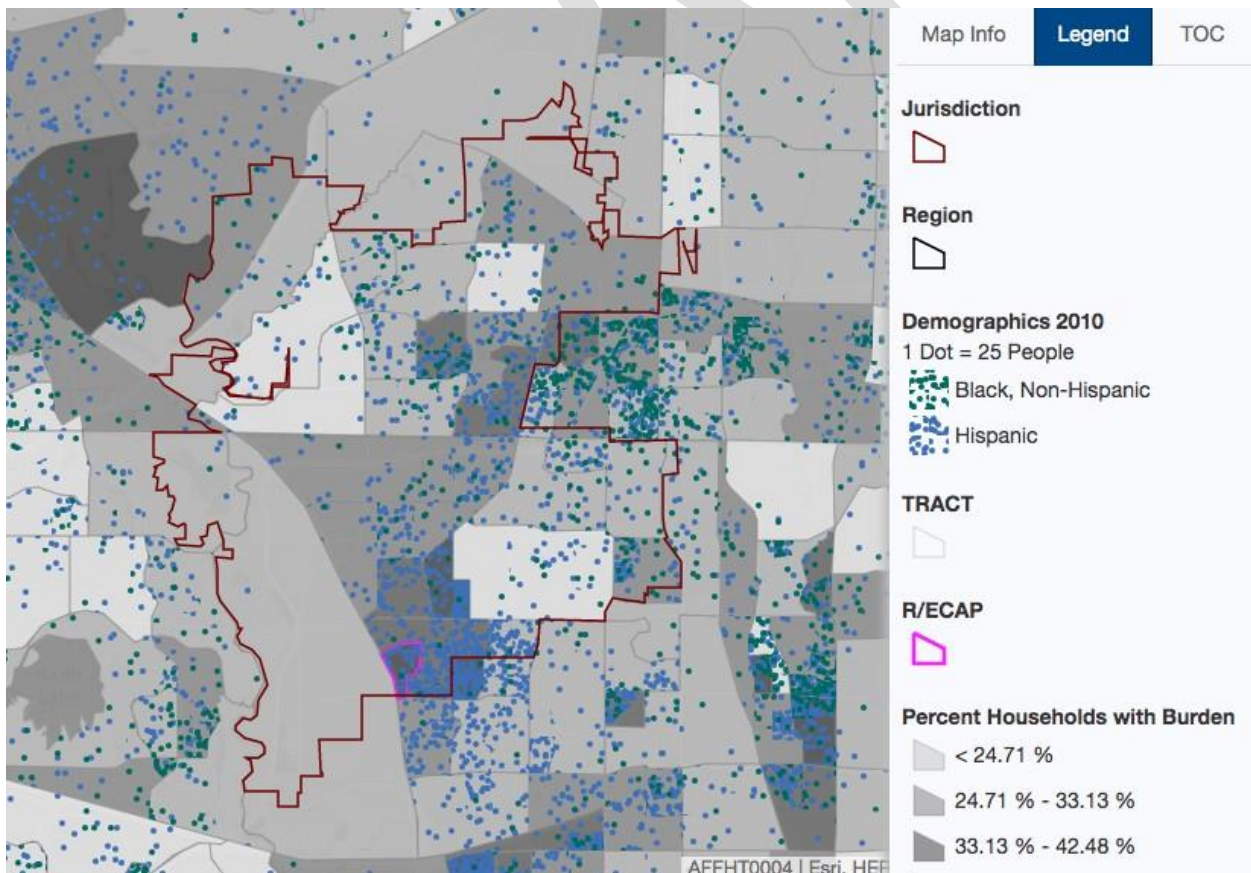 Map Info Legend TOC
Jurisdiction
Region
Demographics 2010
1 Dot = 25 People
Black, Non-Hispanic
Hispanic
TRACT
R/ECAP
Percent Households with Burden
< 24.71 %
24.71 % - 33.13 %
33.13 % - 42.48 %
AFFHT0004 | Esri, HER